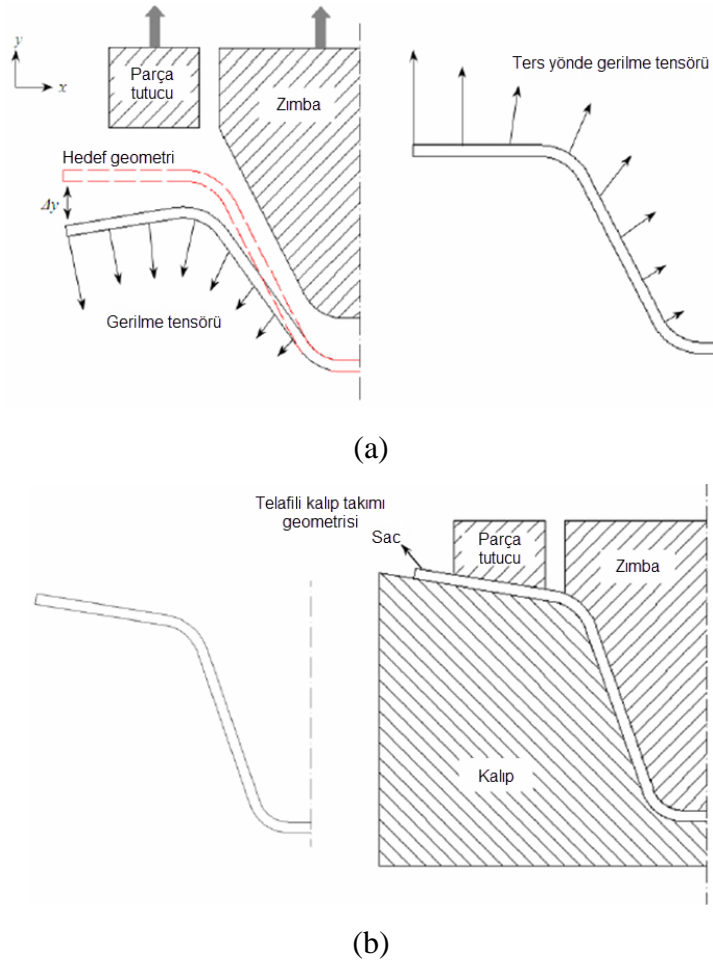 y
x
Parça
tutucu
Zımba
Ters yönde gerilme tensörü
Hedef geometri
Δy
Gerilme tensörü
(a)
Telafili kalıp takımı
geometrisi
Sac
Parça
tutucu
Zımba
Kalıp
(b)